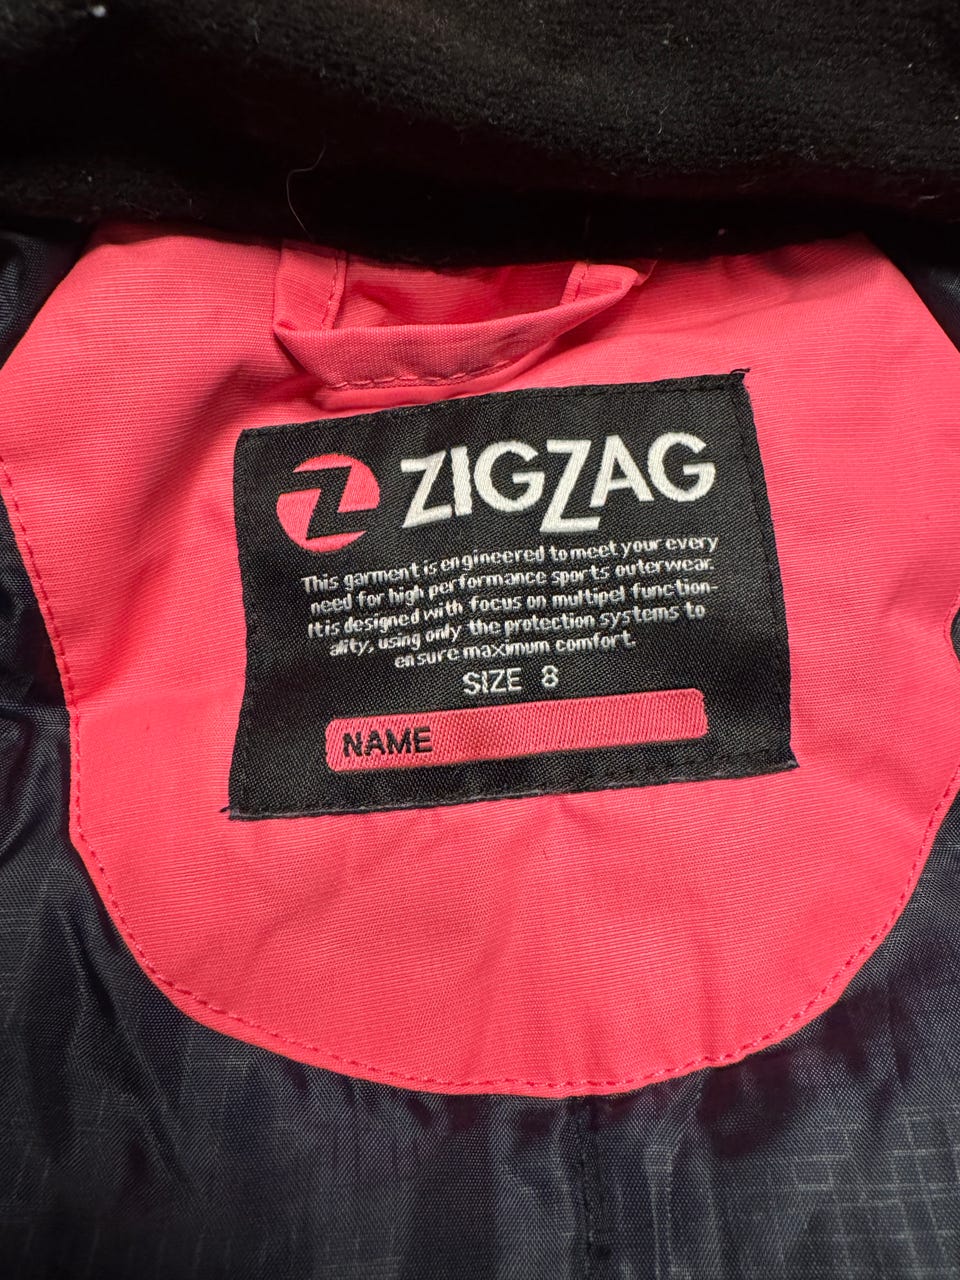 Z ZIGZAG
This garment is engineered to meet your every
need for high performance sports outerwear.
It is designed with focus on multipel function-
ality, using only the protection systems to
ensure maximum comfort.
SIZE 8
NAME